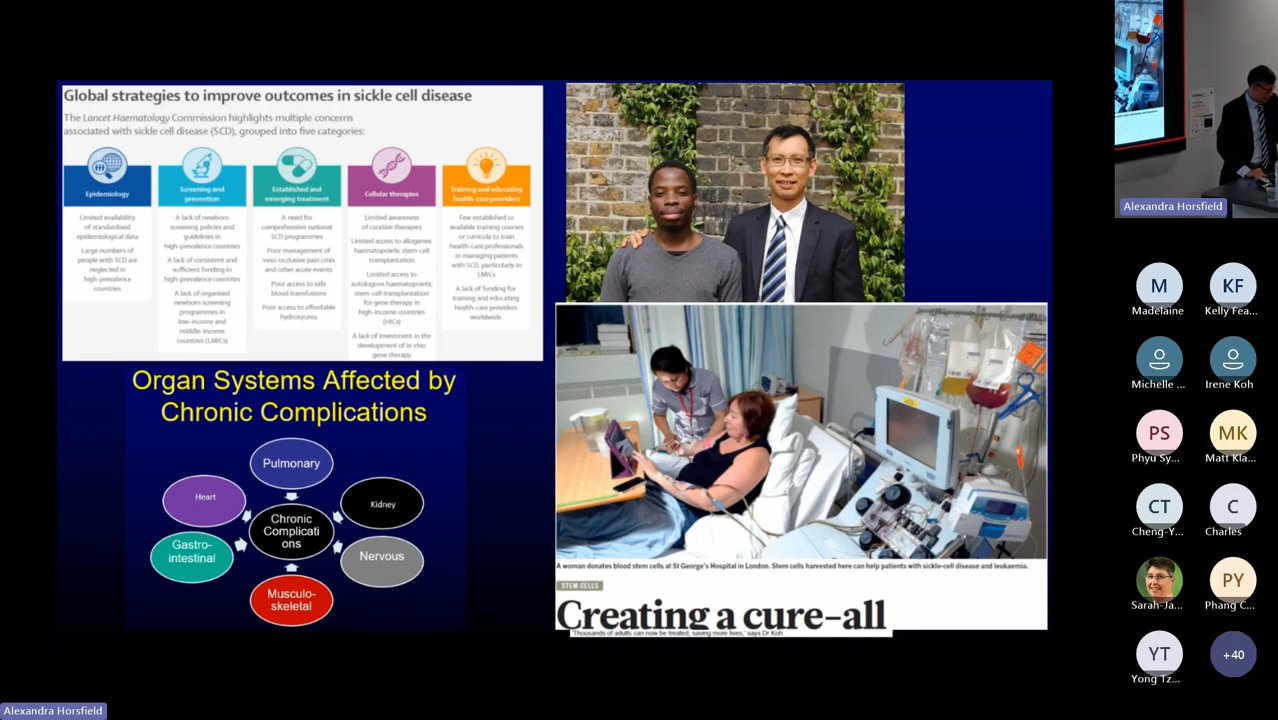 Global strategies to improve outcomes in sickle cell disease
The Lancet Haematology Commission highlights multiple concerns
associated with sickle cell disease (SCD), grouped into five categories:
Epidemiology
Limited availability
of standardised
epidemiological data
Large numbers of
people with SCD are
neglected in
high-prevalence
countries
Screening and
prevention
A lack of newborn
screening policies and
guidelines in
high-prevalence countries
A lack of consistent and
sufficient funding in
high-prevalence countries
A lack of organised
newborn screening
programmes in
low-income and
middle-income
countries (LMICs)
Established and
emerging treatment
A need for
comprehensive national
SCD programmes
Poor management of
vaso-occlusive pain crisis
and other acute events
Poor access to safe
blood transfusions
Poor access to affordable
hydroxyurea
Cellular therapies
Limited awareness
of curative therapies
Limited access to allogeneic
haematopoietic stem-cell
transplantation
Limited access to
autologous haematopoietic
stem-cell transplantation
for gene therapy in
high-income countries
(HICs)
A lack of investment in the
development of in vivo
gene therapy
Training and educating
health-care providers
Few established or
available training courses
or curricula to train
health-care professionals
in managing patients
with SCD, particularly in
LMICs
A lack of funding for
training and educating
health-care providers
worldwide
Organ Systems Affected by
Chronic Complications
Pulmonary
Heart
Kidney
Chronic
Complicati
ons
Gastro-
intestinal
Nervous
Musculo-
skeletal
A woman donates blood stem cells at St George's Hospital in London. Stem cells harvested here can help patients with sickle-cell disease and leukaemia.
STEM CELLS
Creating a cure-all
'Thousands of adults can now be treated, saving more lives,' says Dr Koh.
Alexandra Horsfield
M
Madelaine
KF
Kelly Fea...
Michelle ...
Irene Koh
PS
Phyu Sy...
MK
Matt Kla...
CT
Cheng-Y...
C
Charles
Sarah-Ja...
PY
Phang C...
YT
Yong Tz...
+40
Alexandra Horsfield